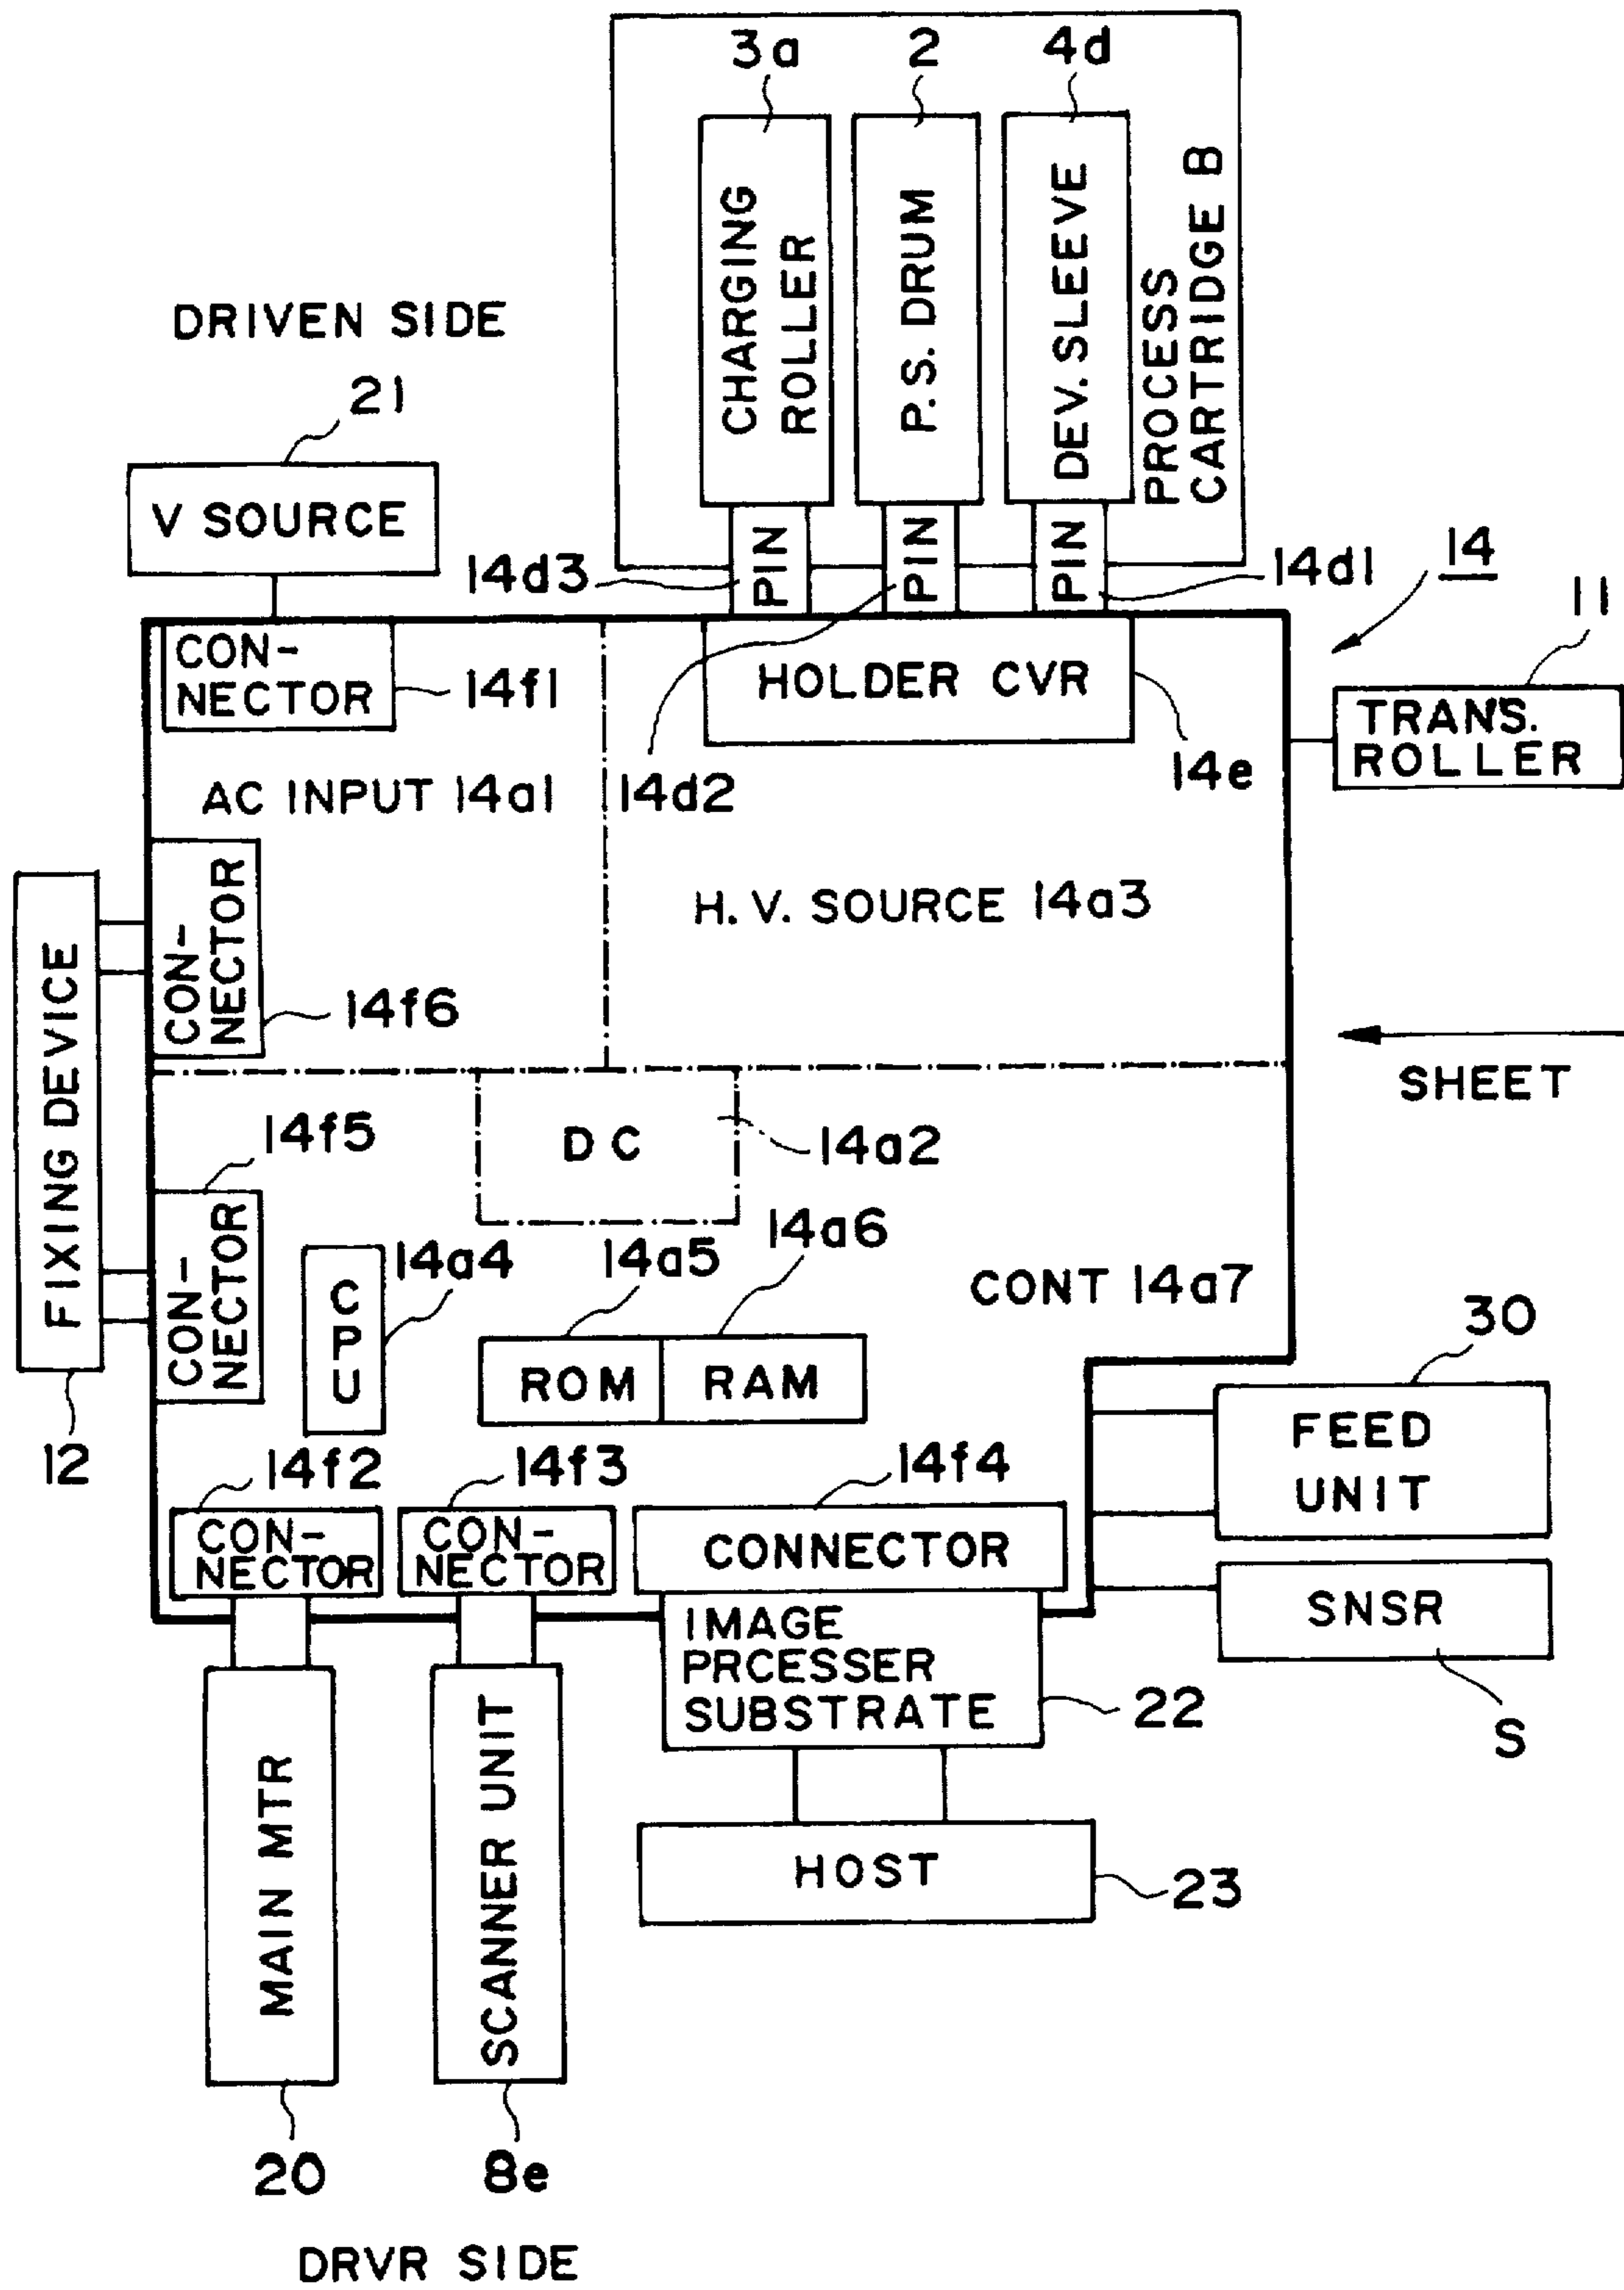 3a
2
4d
CHARGING
ROLLER
P.S. DRUM
DEV. SLEEVE
PROCESS
CARTRIDGE B
DRIVEN SIDE
21
V SOURCE
PIN
PIN
PIN
14d3
14d1
14
11
CON-
NECTOR
14f1
HOLDER CVR
TRANS.
ROLLER
14e
AC INPUT 14a1
14d2
H.V. SOURCE 14a3
CON-
NECTOR
14f6
FIXING DEVICE
SHEET
14f5
DC
14a2
CON-
NECTOR
14a4
CPU
14a5
14a6
CONT 14a7
ROM
RAM
30
FEED
UNIT
12
14f2
14f3
14f4
CON-
NECTOR
CON-
NECTOR
CONNECTOR
SNSR
IMAGE
PRCESSER
SUBSTRATE
22
S
MAIN MTR
SCANNER UNIT
HOST
23
20
8e
DRVR SIDE